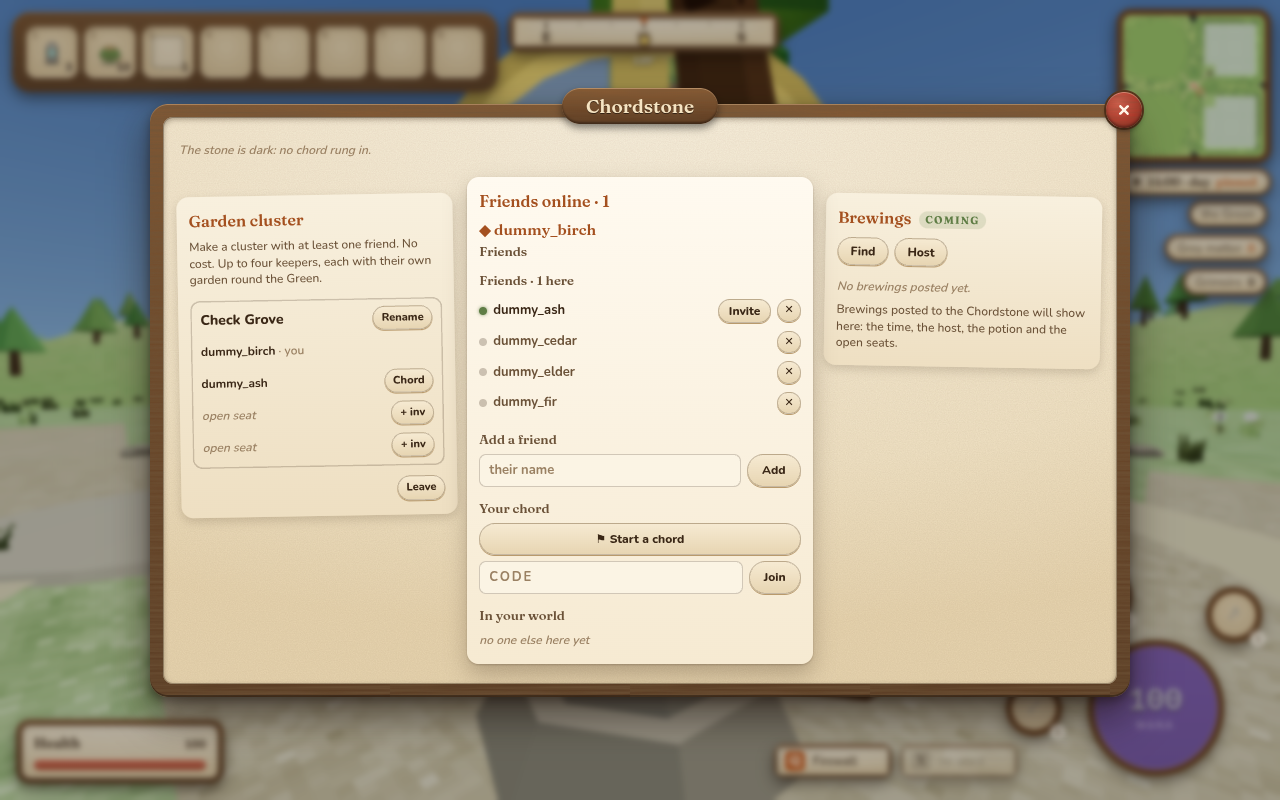 Chordstone
×
The stone is dark: no chord rung in.
Garden cluster
Make a cluster with at least one friend. No
cost. Up to four keepers, each with their own
garden round the Green.
Check Grove
Rename
dummy_birch · you
dummy_ash
Chord
open seat
+ inv
open seat
+ inv
Leave
Friends online · 1
◆ dummy_birch
Friends
Friends · 1 here
dummy_ash
Invite
×
dummy_cedar
×
dummy_elder
×
dummy_fir
×
Add a friend
their name
Add
Your chord
⚑ Start a chord
CODE
Join
In your world
no one else here yet
Brewings
COMING
Find
Host
No brewings posted yet.
Brewings posted to the Chordstone will show
here: the time, the host, the potion and the
open seats.
Health
100
100